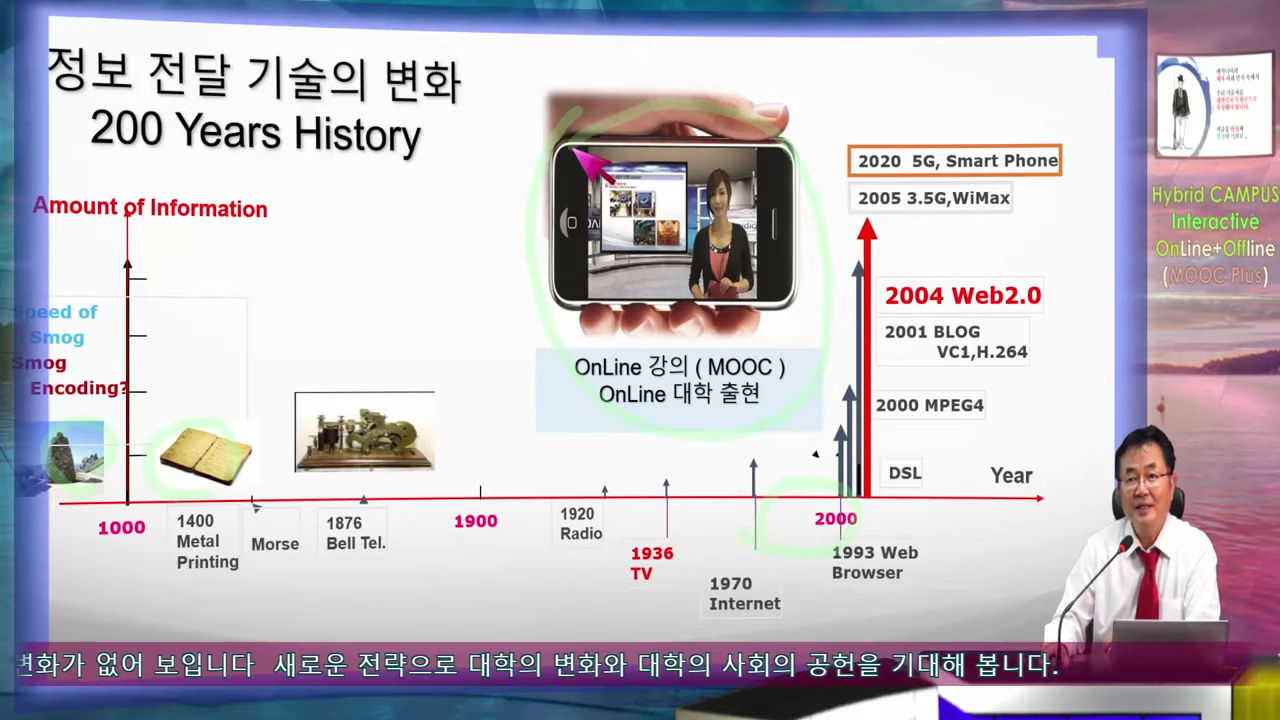 정보 전달 기술의 변화
200 Years History
Amount of Information
Speed of
Smog
Smog
Encoding?
2020 5G, Smart Phone
2005 3.5G,WiMax
2004 Web2.0
2001 BLOG
VC1,H.264
2000 MPEG4
DSL
Year
OnLine 강의 ( MOOC )
OnLine 대학 출현
1000
1400
Metal
Printing
Morse
1876
Bell Tel.
1900
1920
Radio
1936
TV
1970
Internet
2000
1993 Web
Browser
Hybrid CAMPUS
Interactive
OnLine+Offline
(MOOC Plus)
변화가 없어 보입니다 새로운 전략으로 대학의 변화와 대학의 사회의 공헌을 기대해 봅니다.